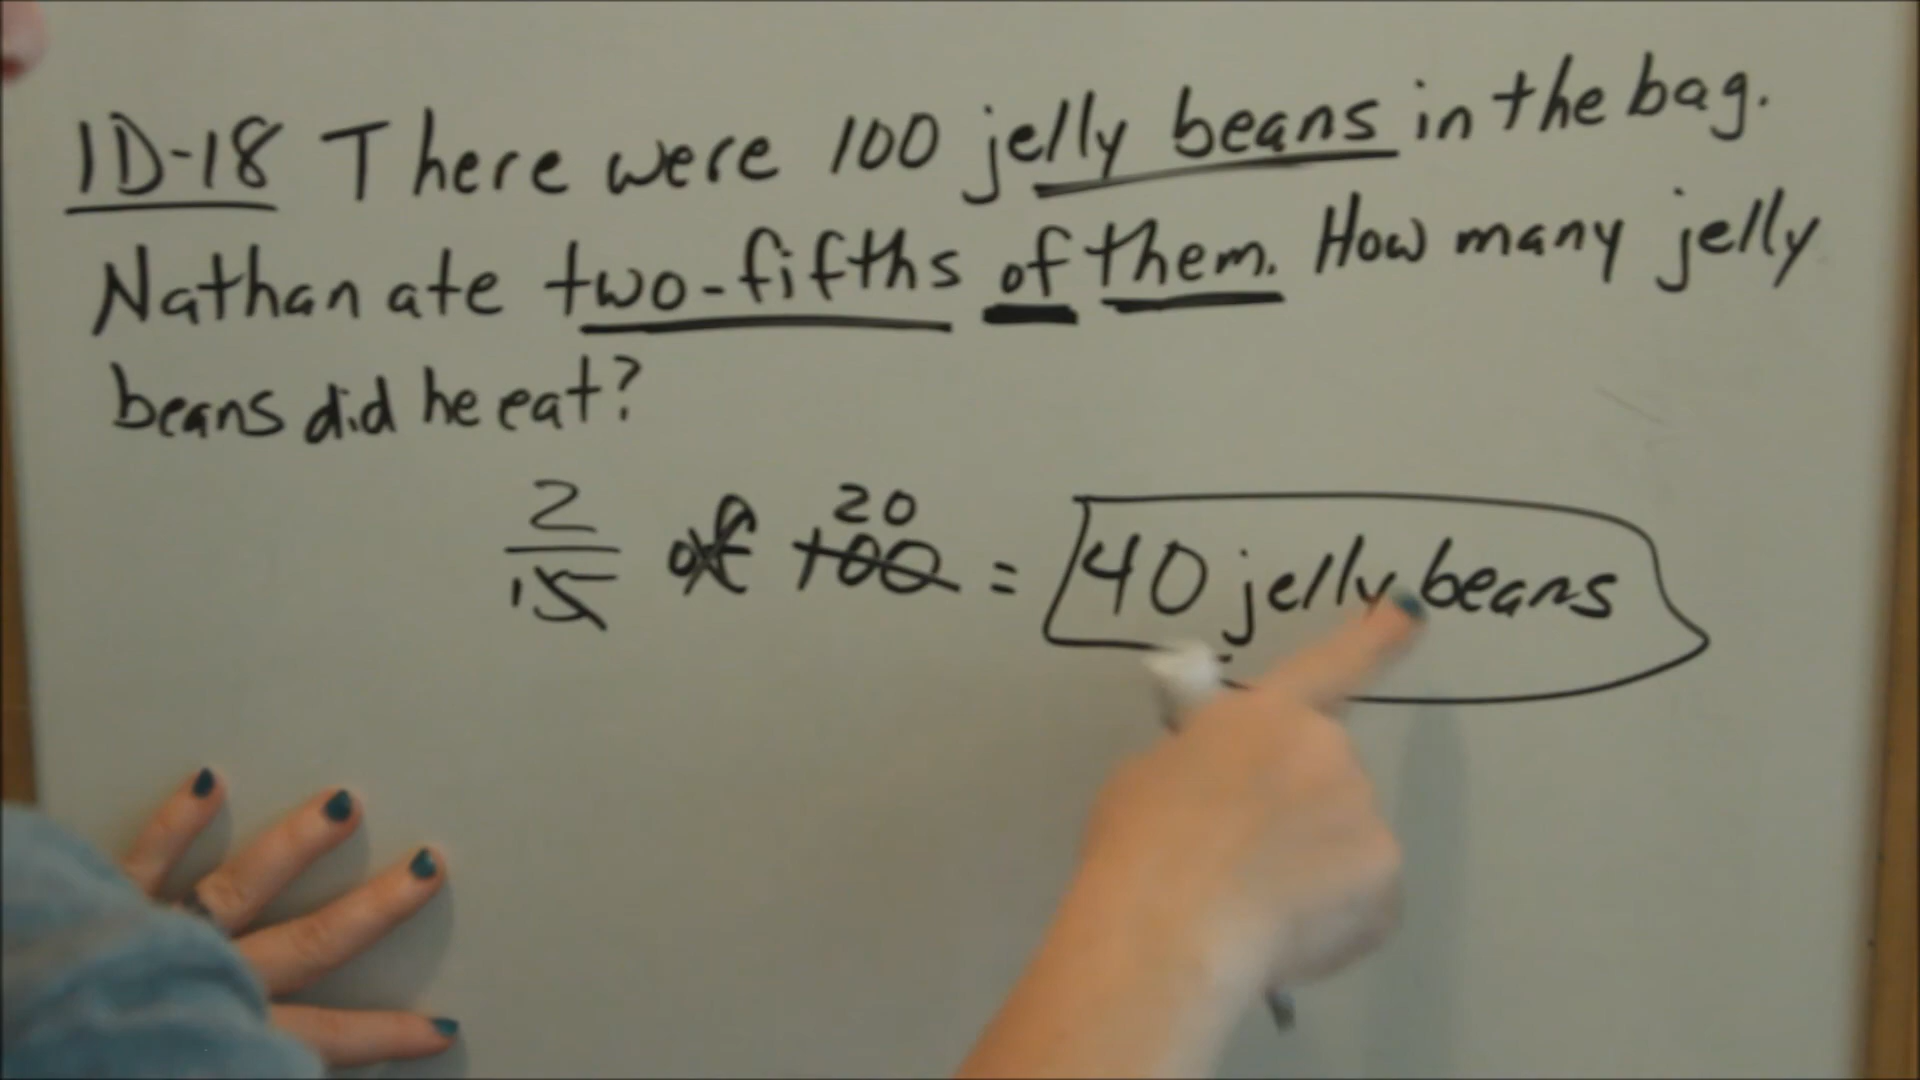 1D-18 There were 100 jelly beans in the bag.
Nathan ate two-fifths of them. How many jelly
beans did he eat?
20
2/15 of 100 = 40 jelly beans